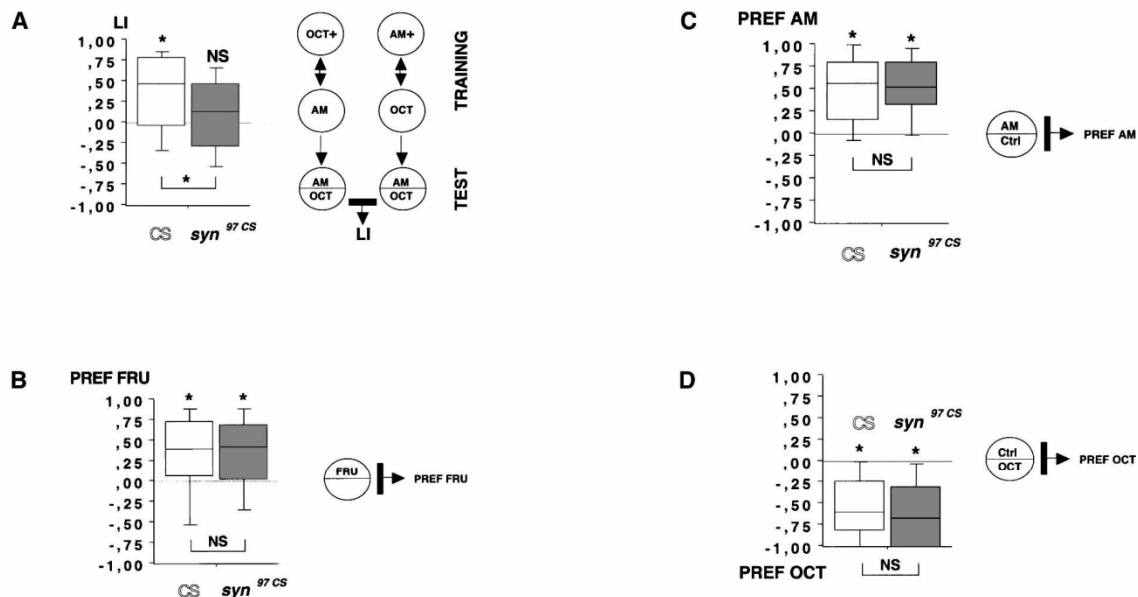 A
LI
1,00
,75
,50
,25
,00
-,25
-,50
-,75
-1,00
*
NS
*
CS syn 97 CS
OCT+ AM+
AM OCT
AM AM
OCT OCT
LI
TRAINING
TEST
B
PREF FRU
1,00
,75
,50
,25
,00
-,25
-,50
-,75
-1,00
* *
NS
CS syn 97 CS
FRU
PREF FRU
C
PREF AM
1,00
,75
,50
,25
,00
-,25
-,50
-,75
-1,00
* *
NS
CS syn 97 CS
AM
Ctrl
PREF AM
D
1,00
,75
,50
,25
,00
-,25
-,50
-,75
-1,00
CS syn 97 CS
* *
PREF OCT
NS
Ctrl
OCT
PREF OCT